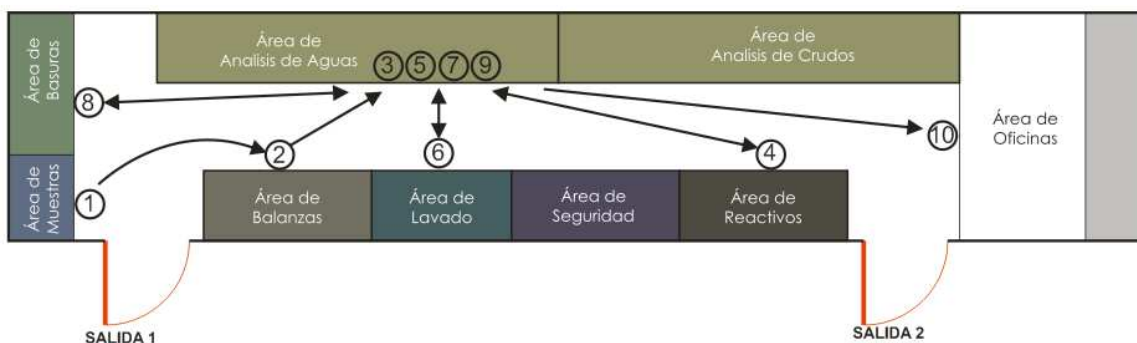 Área de
Basuras
Área de
Muestras
Área de
Analisis de Aguas
3 5 7 9
Área de
Analisis de Crudos
8
1
2
6
4
10
Área de
Oficinas
Área de
Balanzas
Área de
Lavado
Área de
Seguridad
Área de
Reactivos
SALIDA 1
SALIDA 2